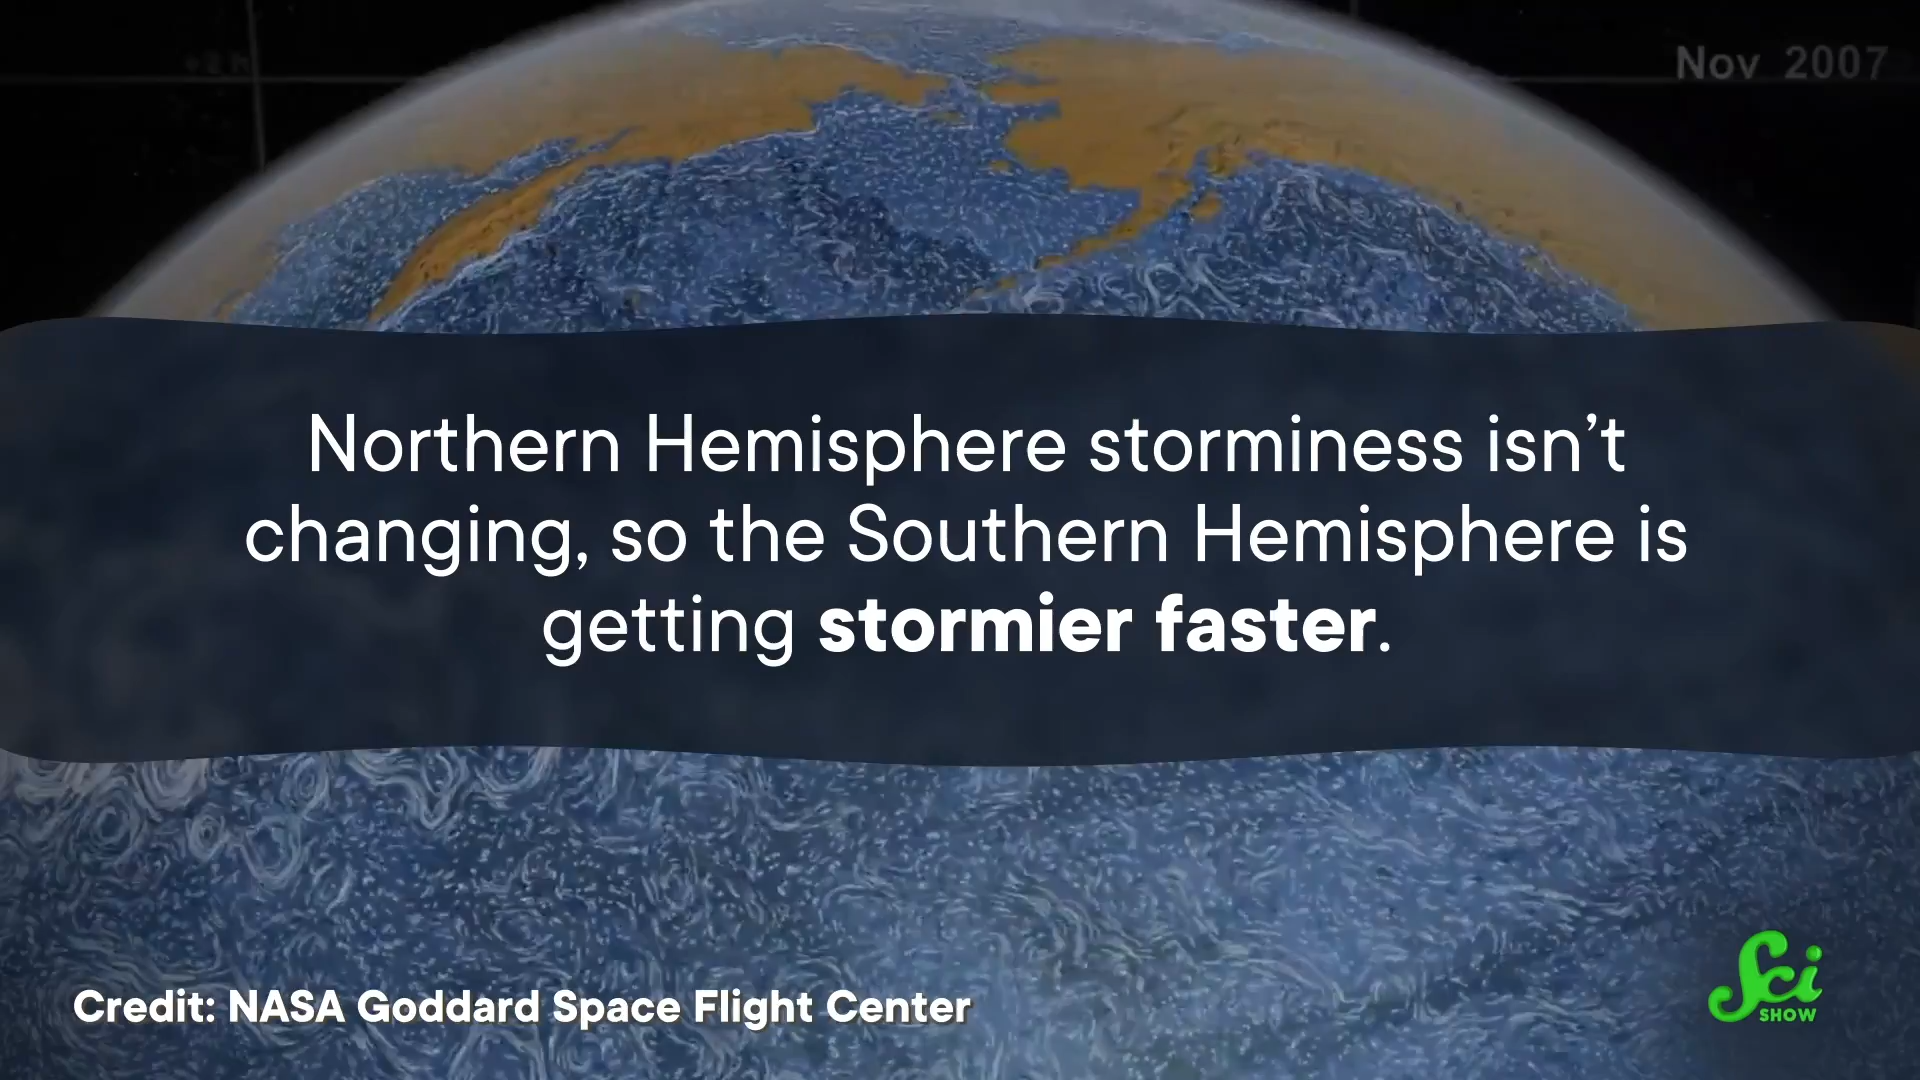 Nov 2007
Northern Hemisphere storminess isn’t
changing, so the Southern Hemisphere is
getting stormier faster.
Credit: NASA Goddard Space Flight Center
Sci
SHOW